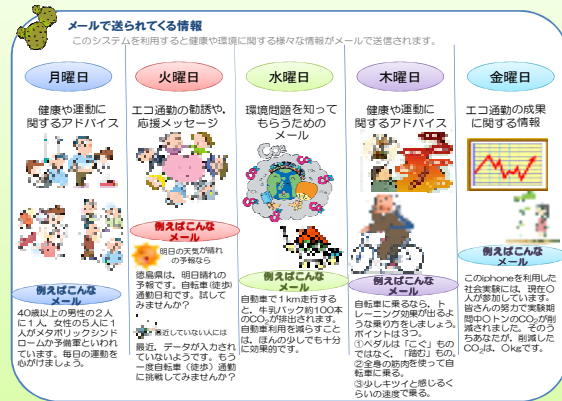 メールで送られてくる情報
このシステムを利用すると健康や環境に関する様々な情報がメールで送信されます。
月曜日
健康や運動に
関するアドバイス
例えばこんな
メール
40歳以上の男性の2人
に1人、女性の5人に1
人がメタボリックシンド
ロームか予備軍といわれ
ています。毎日の運動を
心がけましょう。
火曜日
エコ通勤の勧誘や、
応援メッセージ
例えばこんな
メール
明日の天気が晴れ
の予報なら
徳島県は、明日晴れの
予報です。自転車(徒歩)
通勤日和です。試して
みませんか?
最近していない人には
最近、データが入力され
ていないようです。もう
一度自転車(徒歩)通勤
に挑戦してみませんか?
水曜日
環境問題を知って
もらうための
メール
例えばこんな
メール
自動車で1km走行する
と、牛乳パック約100本
のCO₂が排出されます。
自動車利用を減らすこと
は、ほんの少しでも十分
に効果的です。
木曜日
健康や運動に
関するアドバイス
例えばこんな
メール
自転車に乗るなら、ト
レーニング効果が出るよう
な乗り方をしましょう。
ポイントは3つ。
①ペダルは「こぐ」もの
ではなく、「踏む」もの。
②全身の筋肉を使って自
転車に乗る。
③少しキツイと感じるく
らいの速度で乗る。
金曜日
エコ通勤の成果
に関する情報
例えばこんな
メール
このiphoneを利用した
社会実験には、現在〇
人が参加しています。
皆さんの努力で実験期
間中〇トンのCO₂が削
減されました。そのう
ちあなたが、削減した
CO₂は、〇kgです。